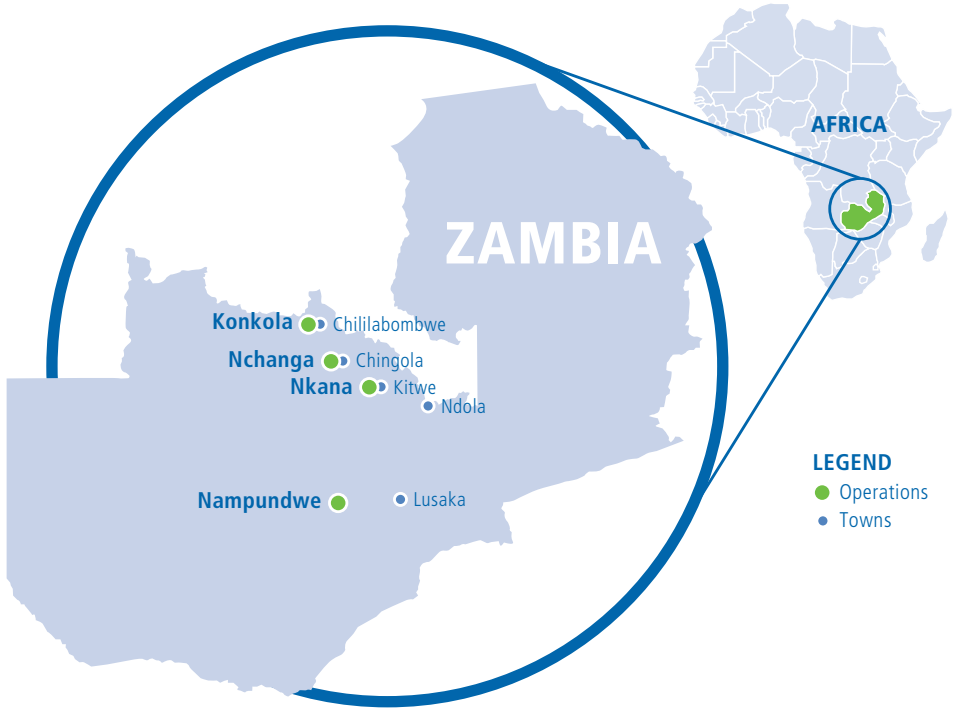 AFRICA
ZAMBIA
Konkola Chililabombwe
Nchanga Chingola
Nkana Kitwe
Ndola
Nampundwe Lusaka
LEGEND
Operations
Towns